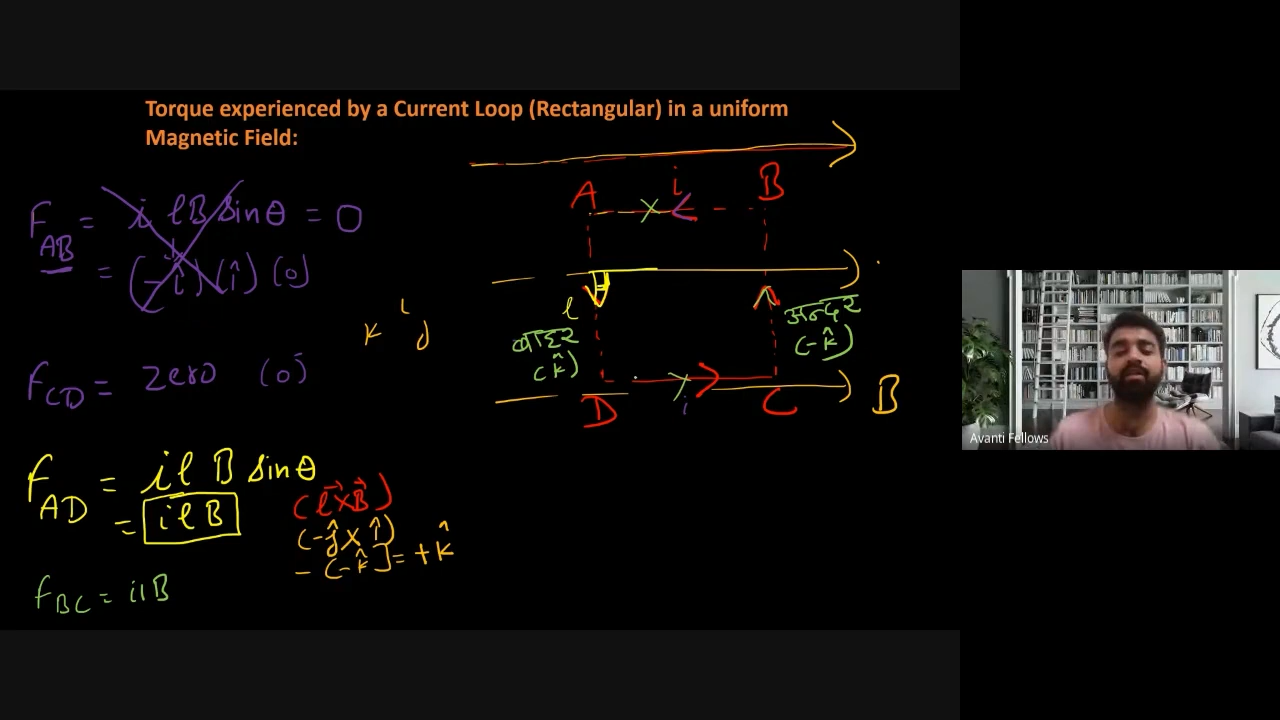 Torque experienced by a Current Loop (Rectangular) in a uniform
Magnetic Field:
A i B
F_AB = i l B sinθ = 0
= (-î)(î)(0)
l
बाहर
(k̂)
अन्दर
(-k̂)
k i j
F_CD = zero (0)
D i C B
F_AD = i l B sinθ
= i l B
(l⃗ × B⃗)
(-ĵ × î)
- (-k̂) = + k̂
F_BC = i l B
Avanti Fellows